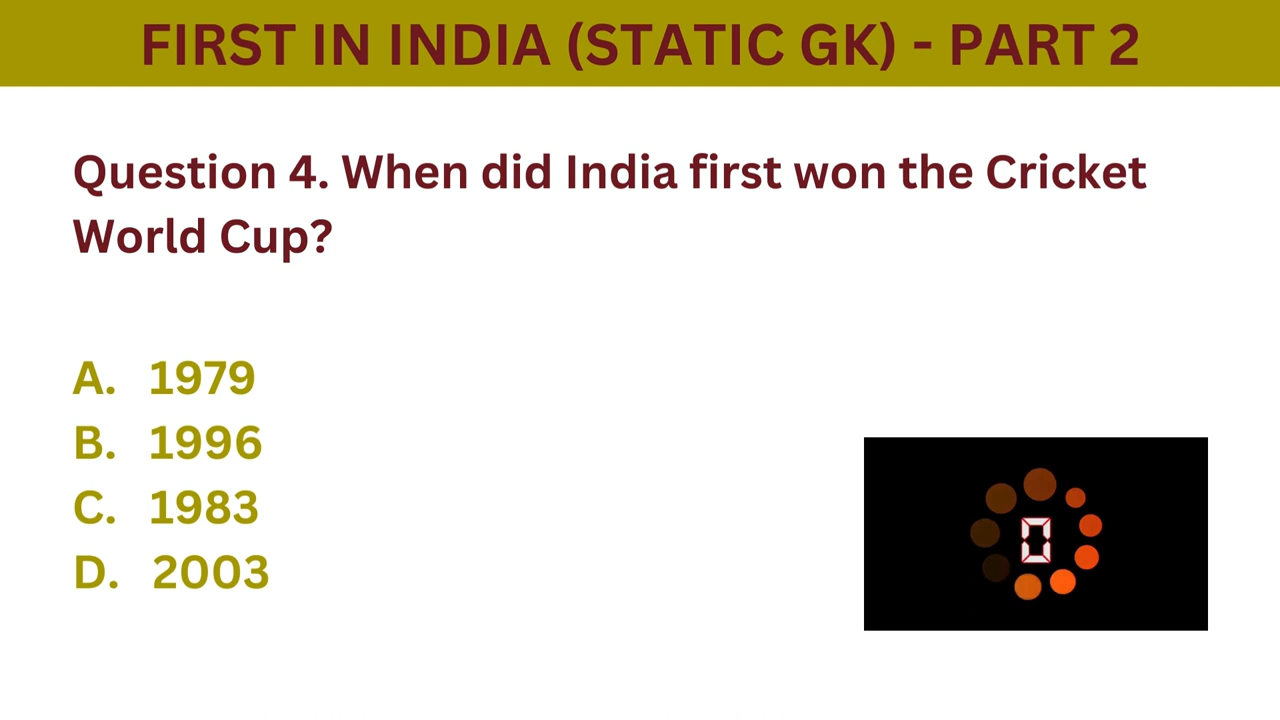 FIRST IN INDIA (STATIC GK) - PART 2
Question 4. When did India first won the Cricket
World Cup?
A. 1979
B. 1996
C. 1983
D. 2003
0